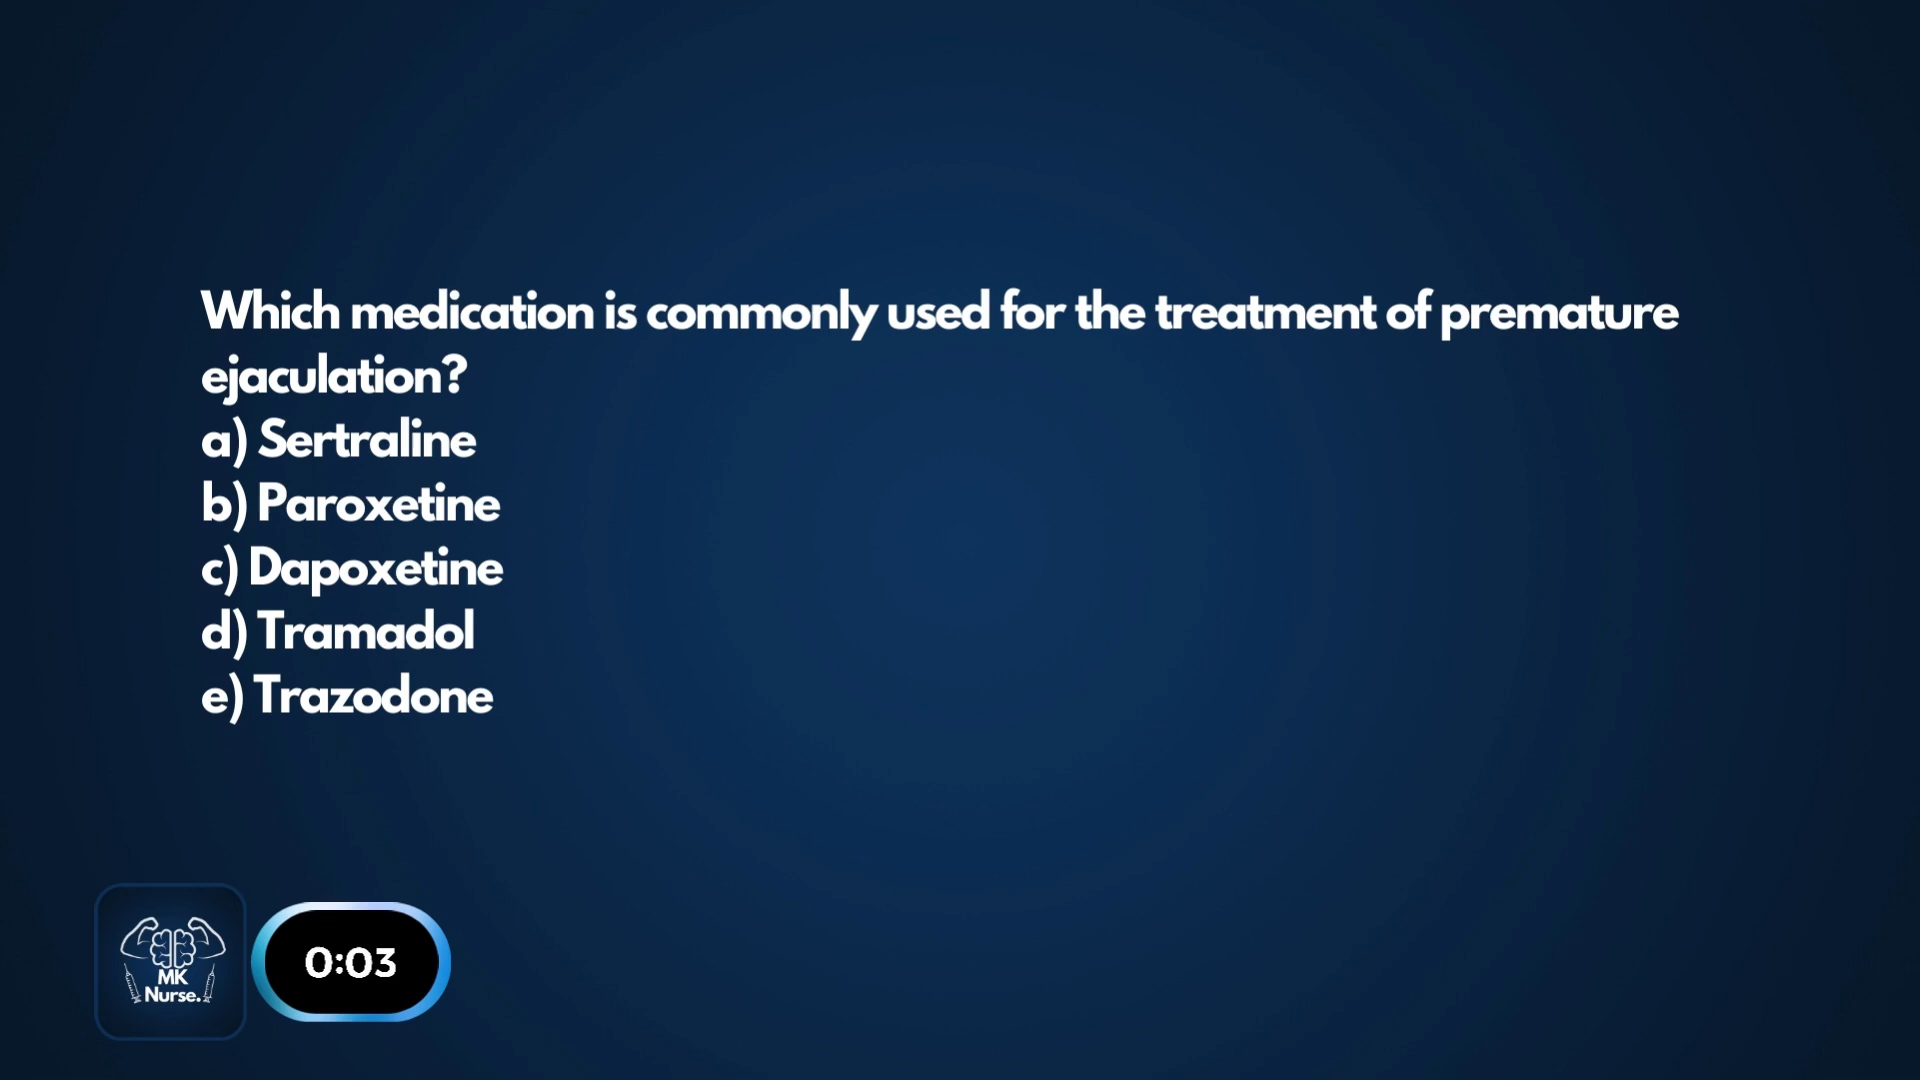 Which medication is commonly used for the treatment of premature
ejaculation?
a) Sertraline
b) Paroxetine
c) Dapoxetine
d) Tramadol
e) Trazodone
MK
Nurse.
0:03